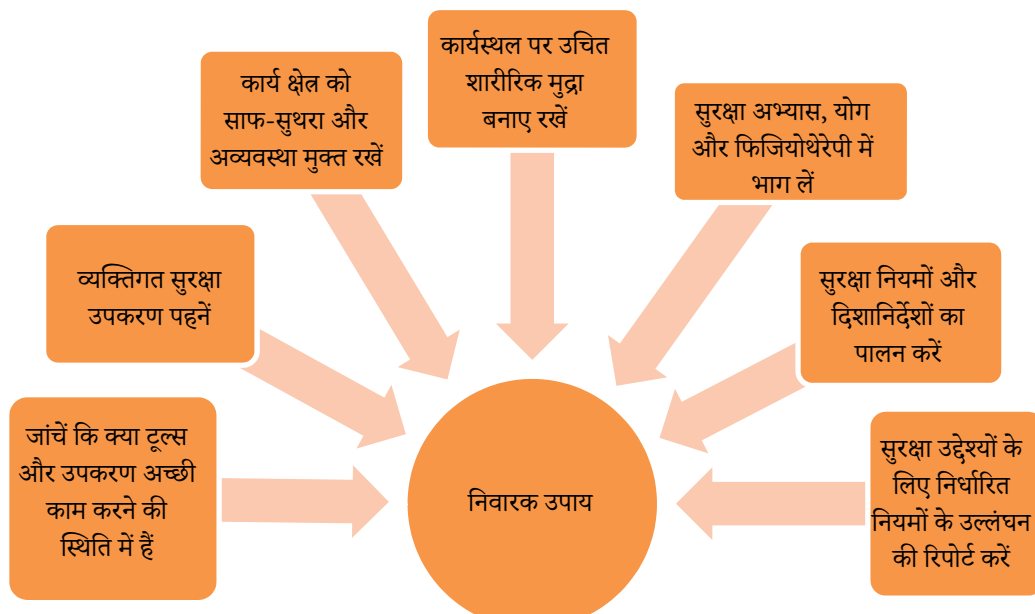 जांचें कि क्या टूल्स
और उपकरण अच्छी
काम करने की
स्थिति में हैं
व्यक्तिगत सुरक्षा
उपकरण पहनें
कार्य क्षेत्र को
साफ-सुथरा और
अव्यवस्था मुक्त रखें
कार्यस्थल पर उचित
शारीरिक मुद्रा
बनाए रखें
सुरक्षा अभ्यास, योग
और फिजियोथेरेपी में
भाग लें
सुरक्षा नियमों और
दिशानिर्देशों का
पालन करें
सुरक्षा उद्देश्यों के
लिए निर्धारित
नियमों के उल्लंघन
की रिपोर्ट करें
निवारक उपाय